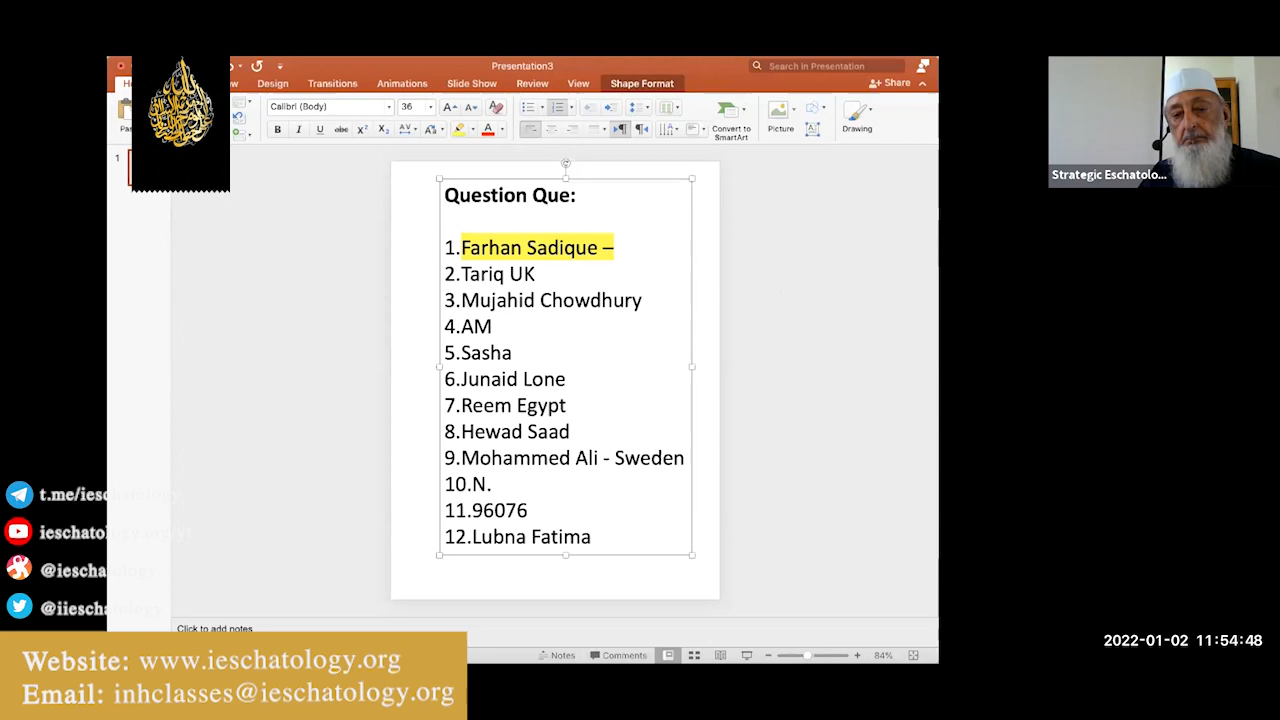 Presentation3
Search in Presentation
Design Transitions Animations Slide Show Review View Shape Format
Share
Calibri (Body) 36
Convert to SmartArt
Picture
Drawing
1
Question Que:
1.Farhan Sadique –
2.Tariq UK
3.Mujahid Chowdhury
4.AM
5.Sasha
6.Junaid Lone
7.Reem Egypt
8.Hewad Saad
9.Mohammed Ali - Sweden
10.N.
11.96076
12.Lubna Fatima
Strategic Eschatolo...
t.me/ieschatology
@ieschatology
@iieschatology
Click to add notes
Notes Comments 84%
Website: www.ieschatology.org
Email: inhclasses@ieschatology.org
2022-01-02 11:54:48